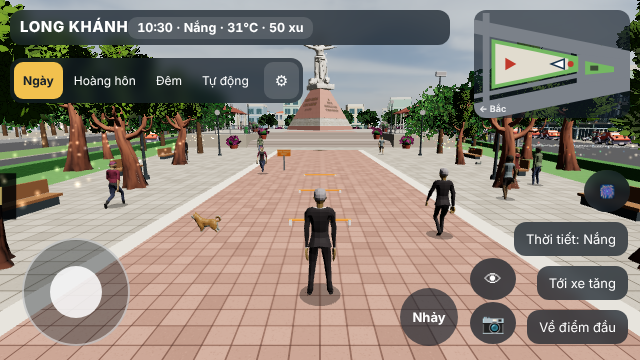 LONG KHÁNH 10:30 · Nắng · 31°C · 50 xu
Ngày Hoàng hôn Đêm Tự động
← Bắc
Thời tiết: Nắng
Tới xe tăng
Nhảy
Về điểm đầu